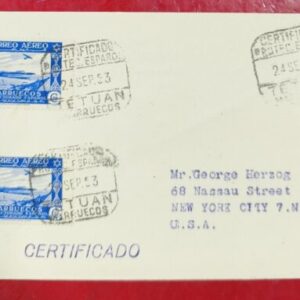 CORREO AEREO
MARRUECOS
CERTIFICADO
24 SEP. 53
TETUAN
MARRUECOS
CERTIFICADO
24 SEP. 53
CORREO AEREO
MARRUECOS
SEP. 53
TETUAN
MARRUECOS
Mr.George Herzog
68 Nassau Street
NEW YORK CITY 7.N
U.S.A.
CERTIFICADO